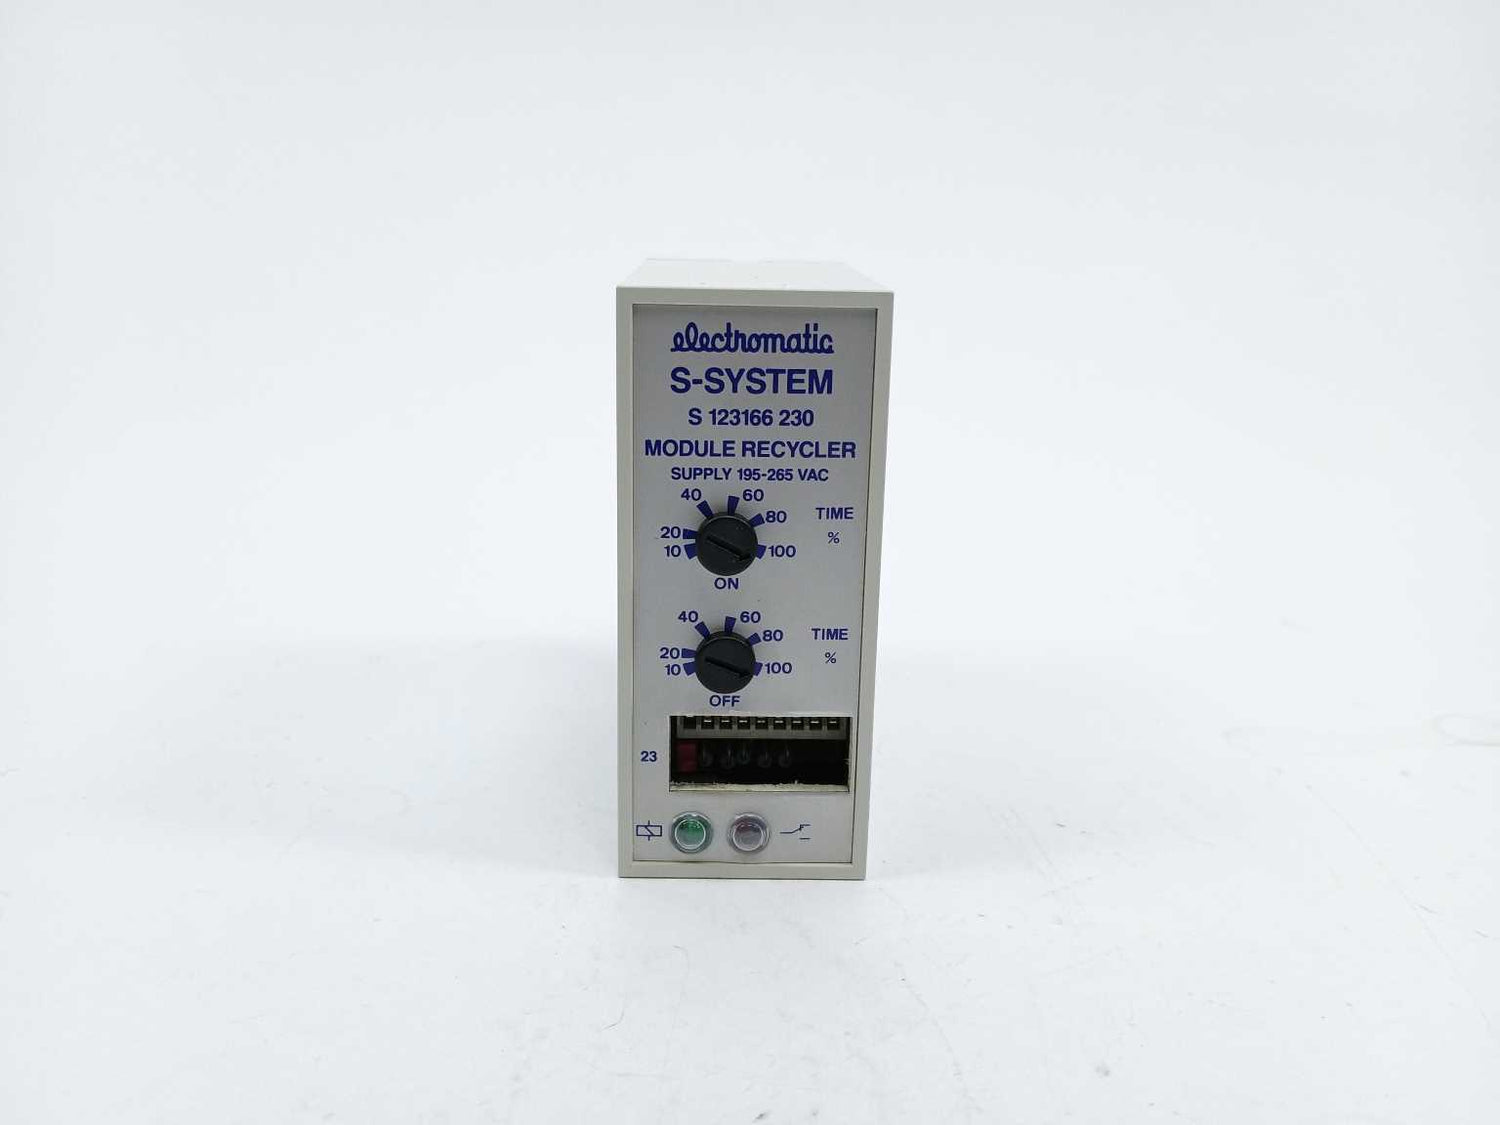 electromatic
S-SYSTEM
S 123166 230
MODULE RECYCLER
SUPPLY 195-265 VAC
40 60
20 80 TIME
10 100 %
ON
40 60
20 80 TIME
10 100 %
OFF
23